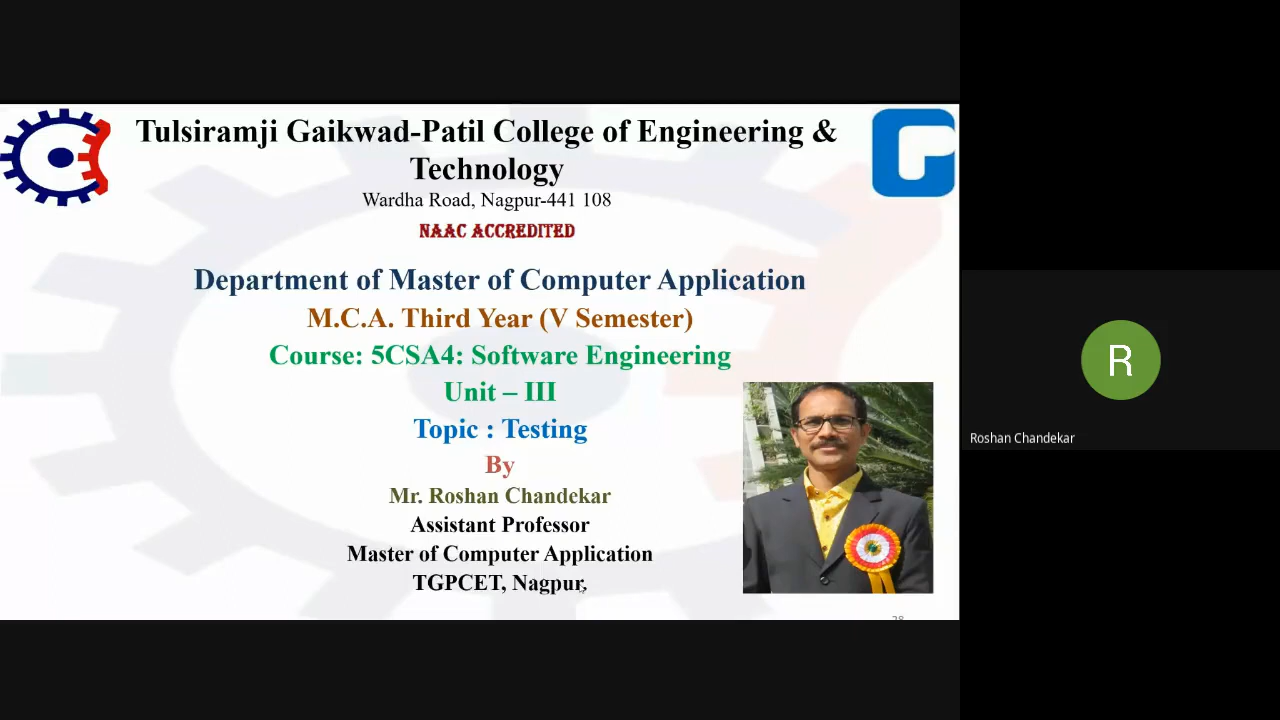 Tulsiramji Gaikwad-Patil College of Engineering &
Technology
Wardha Road, Nagpur-441 108
NAAC ACCREDITED
Department of Master of Computer Application
M.C.A. Third Year (V Semester)
Course: 5CSA4: Software Engineering
Unit – III
Topic : Testing
By
Mr. Roshan Chandekar
Assistant Professor
Master of Computer Application
TGPCET, Nagpur.
R
Roshan Chandekar